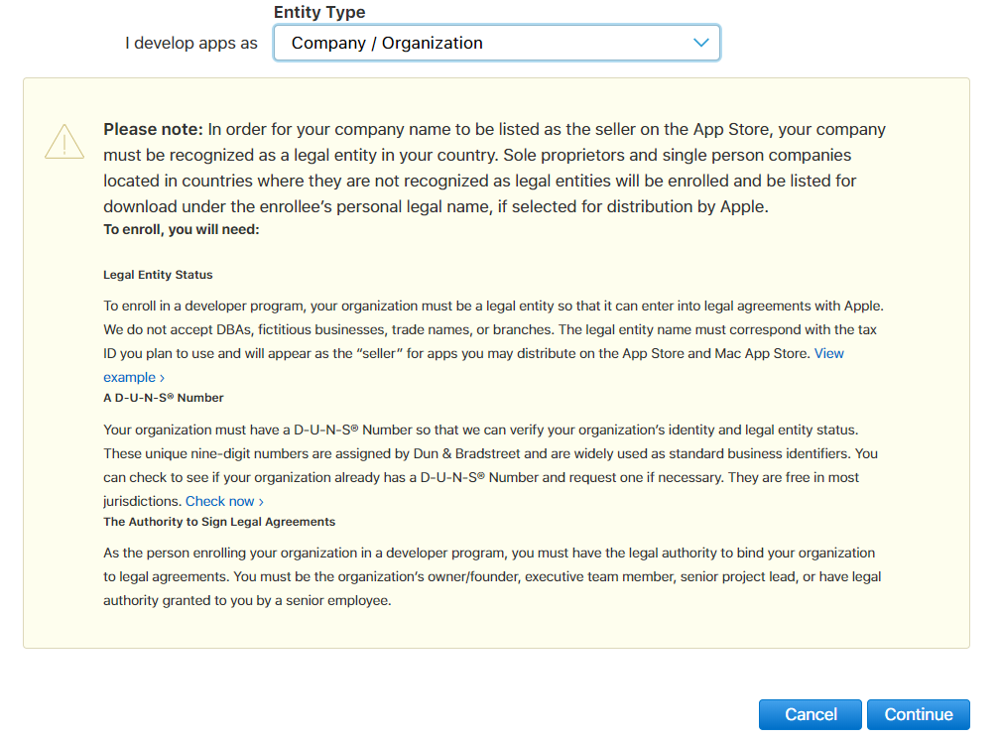 Entity Type
I develop apps as Company / Organization
Please note: In order for your company name to be listed as the seller on the App Store, your company
must be recognized as a legal entity in your country. Sole proprietors and single person companies
located in countries where they are not recognized as legal entities will be enrolled and be listed for
download under the enrollee’s personal legal name, if selected for distribution by Apple.
To enroll, you will need:
Legal Entity Status
To enroll in a developer program, your organization must be a legal entity so that it can enter into legal agreements with Apple.
We do not accept DBAs, fictitious businesses, trade names, or branches. The legal entity name must correspond with the tax
ID you plan to use and will appear as the “seller” for apps you may distribute on the App Store and Mac App Store. View
example ›
A D-U-N-S® Number
Your organization must have a D-U-N-S® Number so that we can verify your organization’s identity and legal entity status.
These unique nine-digit numbers are assigned by Dun & Bradstreet and are widely used as standard business identifiers. You
can check to see if your organization already has a D-U-N-S® Number and request one if necessary. They are free in most
jurisdictions. Check now ›
The Authority to Sign Legal Agreements
As the person enrolling your organization in a developer program, you must have the legal authority to bind your organization
to legal agreements. You must be the organization’s owner/founder, executive team member, senior project lead, or have legal
authority granted to you by a senior employee.
Cancel Continue